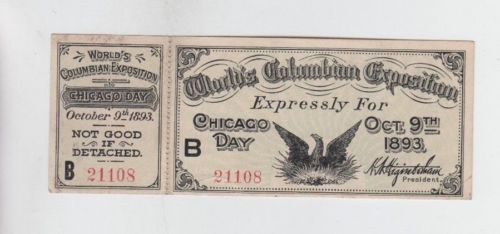 WORLD'S
COLUMBIAN EXPOSITION
CHICAGO DAY
October 9th 1893.
NOT GOOD
IF
DETACHED.
B 21108
World's Columbian Exposition
Expressly For
CHICAGO DAY
OCT. 9TH 1893.
B
21108
H.N. Higinbotham
President.